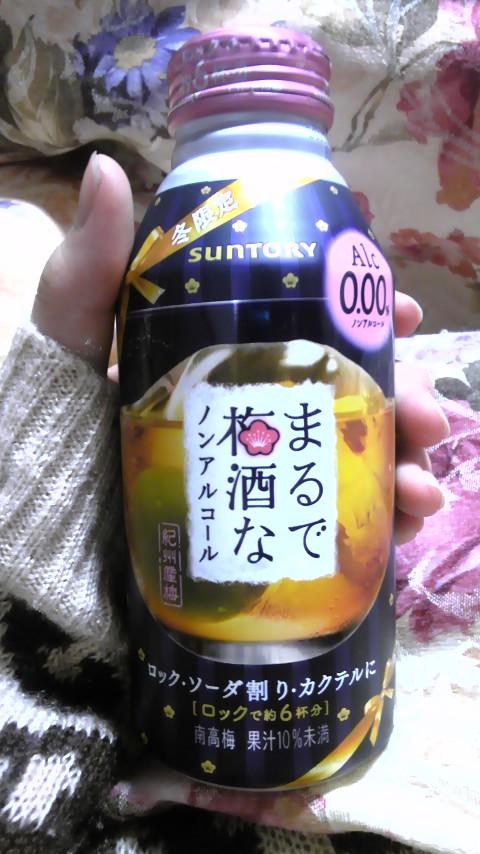 冬限定
SUNTORY
Alc
0.00%
ノンアルコール
まるで
梅酒な
ノンアルコール
紀州産梅
ロック・ソーダ割り・カクテルに
[ロックで約6杯分]
南高梅 果汁10%未満